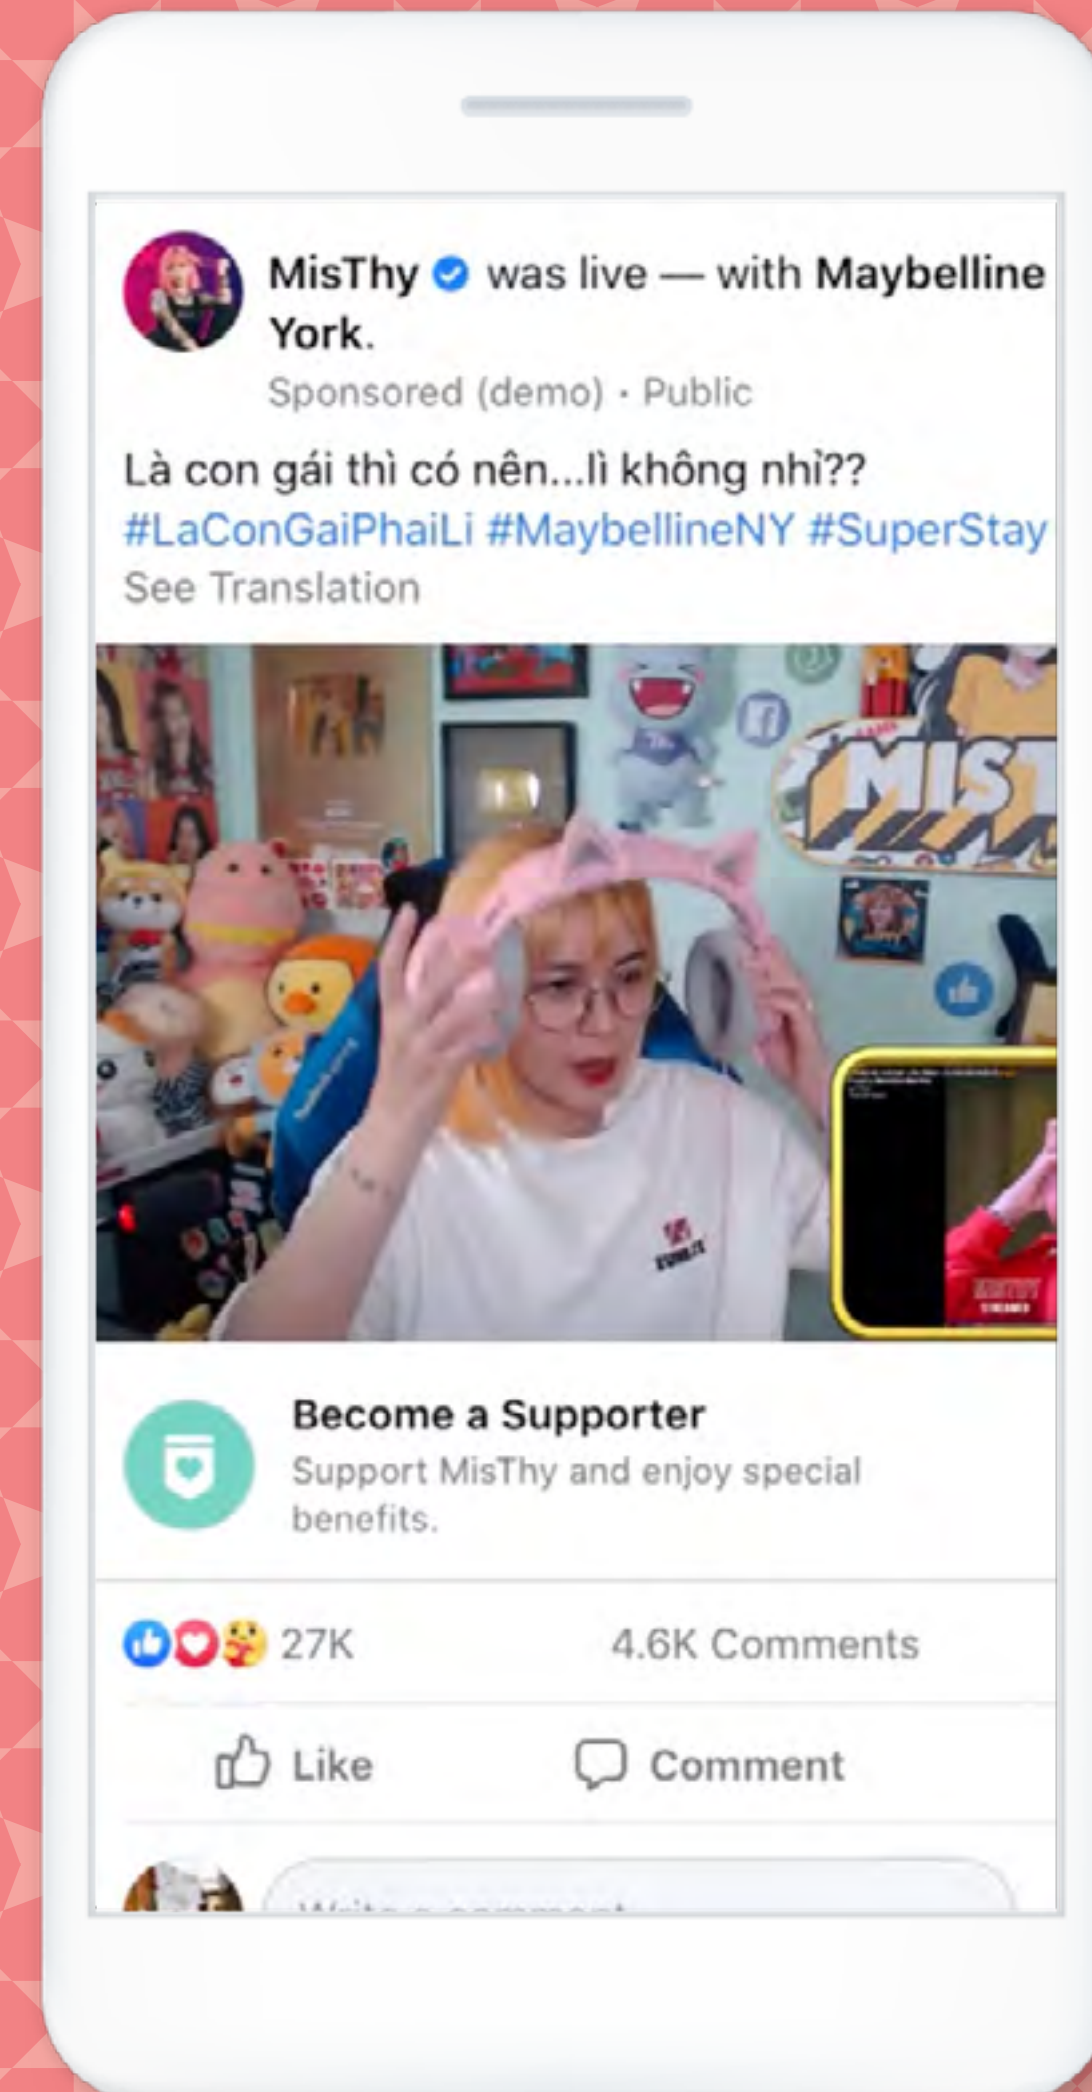 MisThy was live — with Maybelline
York.
Sponsored (demo) · Public
Là con gái thì có nên...lì không nhỉ??
#LaConGaiPhaiLi #MaybellineNY #SuperStay
See Translation
MIST
Become a Supporter
Support MisThy and enjoy special
benefits.
27K
4.6K Comments
Like
Comment
Write a comment